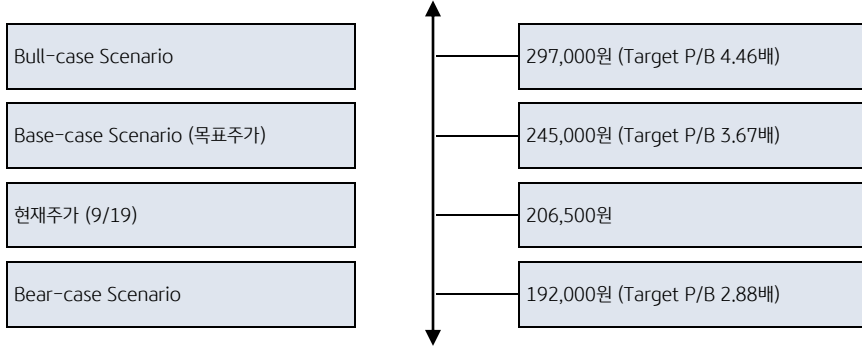 Bull-case Scenario
297,000원 (Target P/B 4.46배)
Base-case Scenario (목표주가)
245,000원 (Target P/B 3.67배)
현재주가 (9/19)
206,500원
Bear-case Scenario
192,000원 (Target P/B 2.88배)